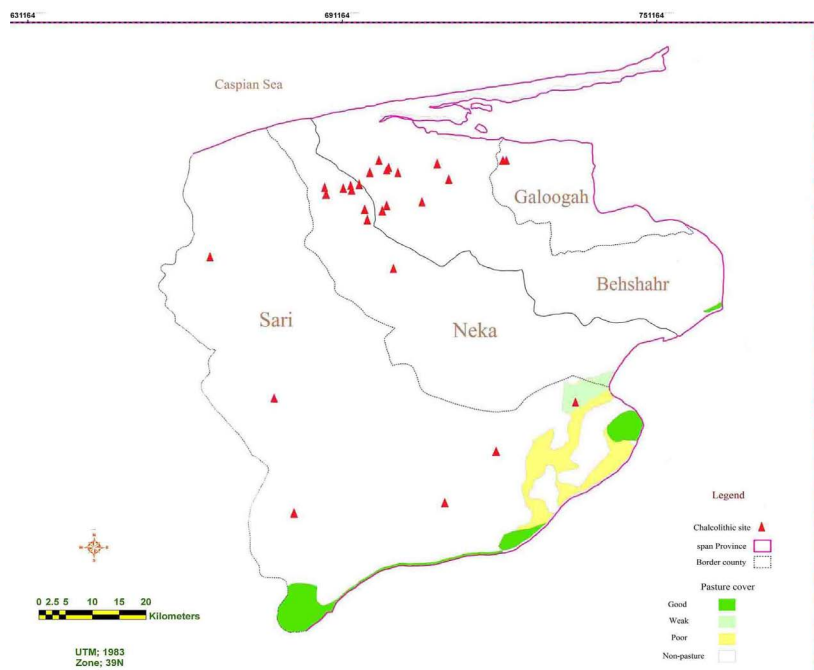 631164 691164 751164
Caspian Sea
Galoogah
Behshahr
Sari
Neka
Legend
Chalcolithic site
span Province
Border county
Pasture cover
Good
Weak
Poor
Non-pasture
0 2.5 5 10 15 20
Kilometers
UTM; 1983
Zone; 39N